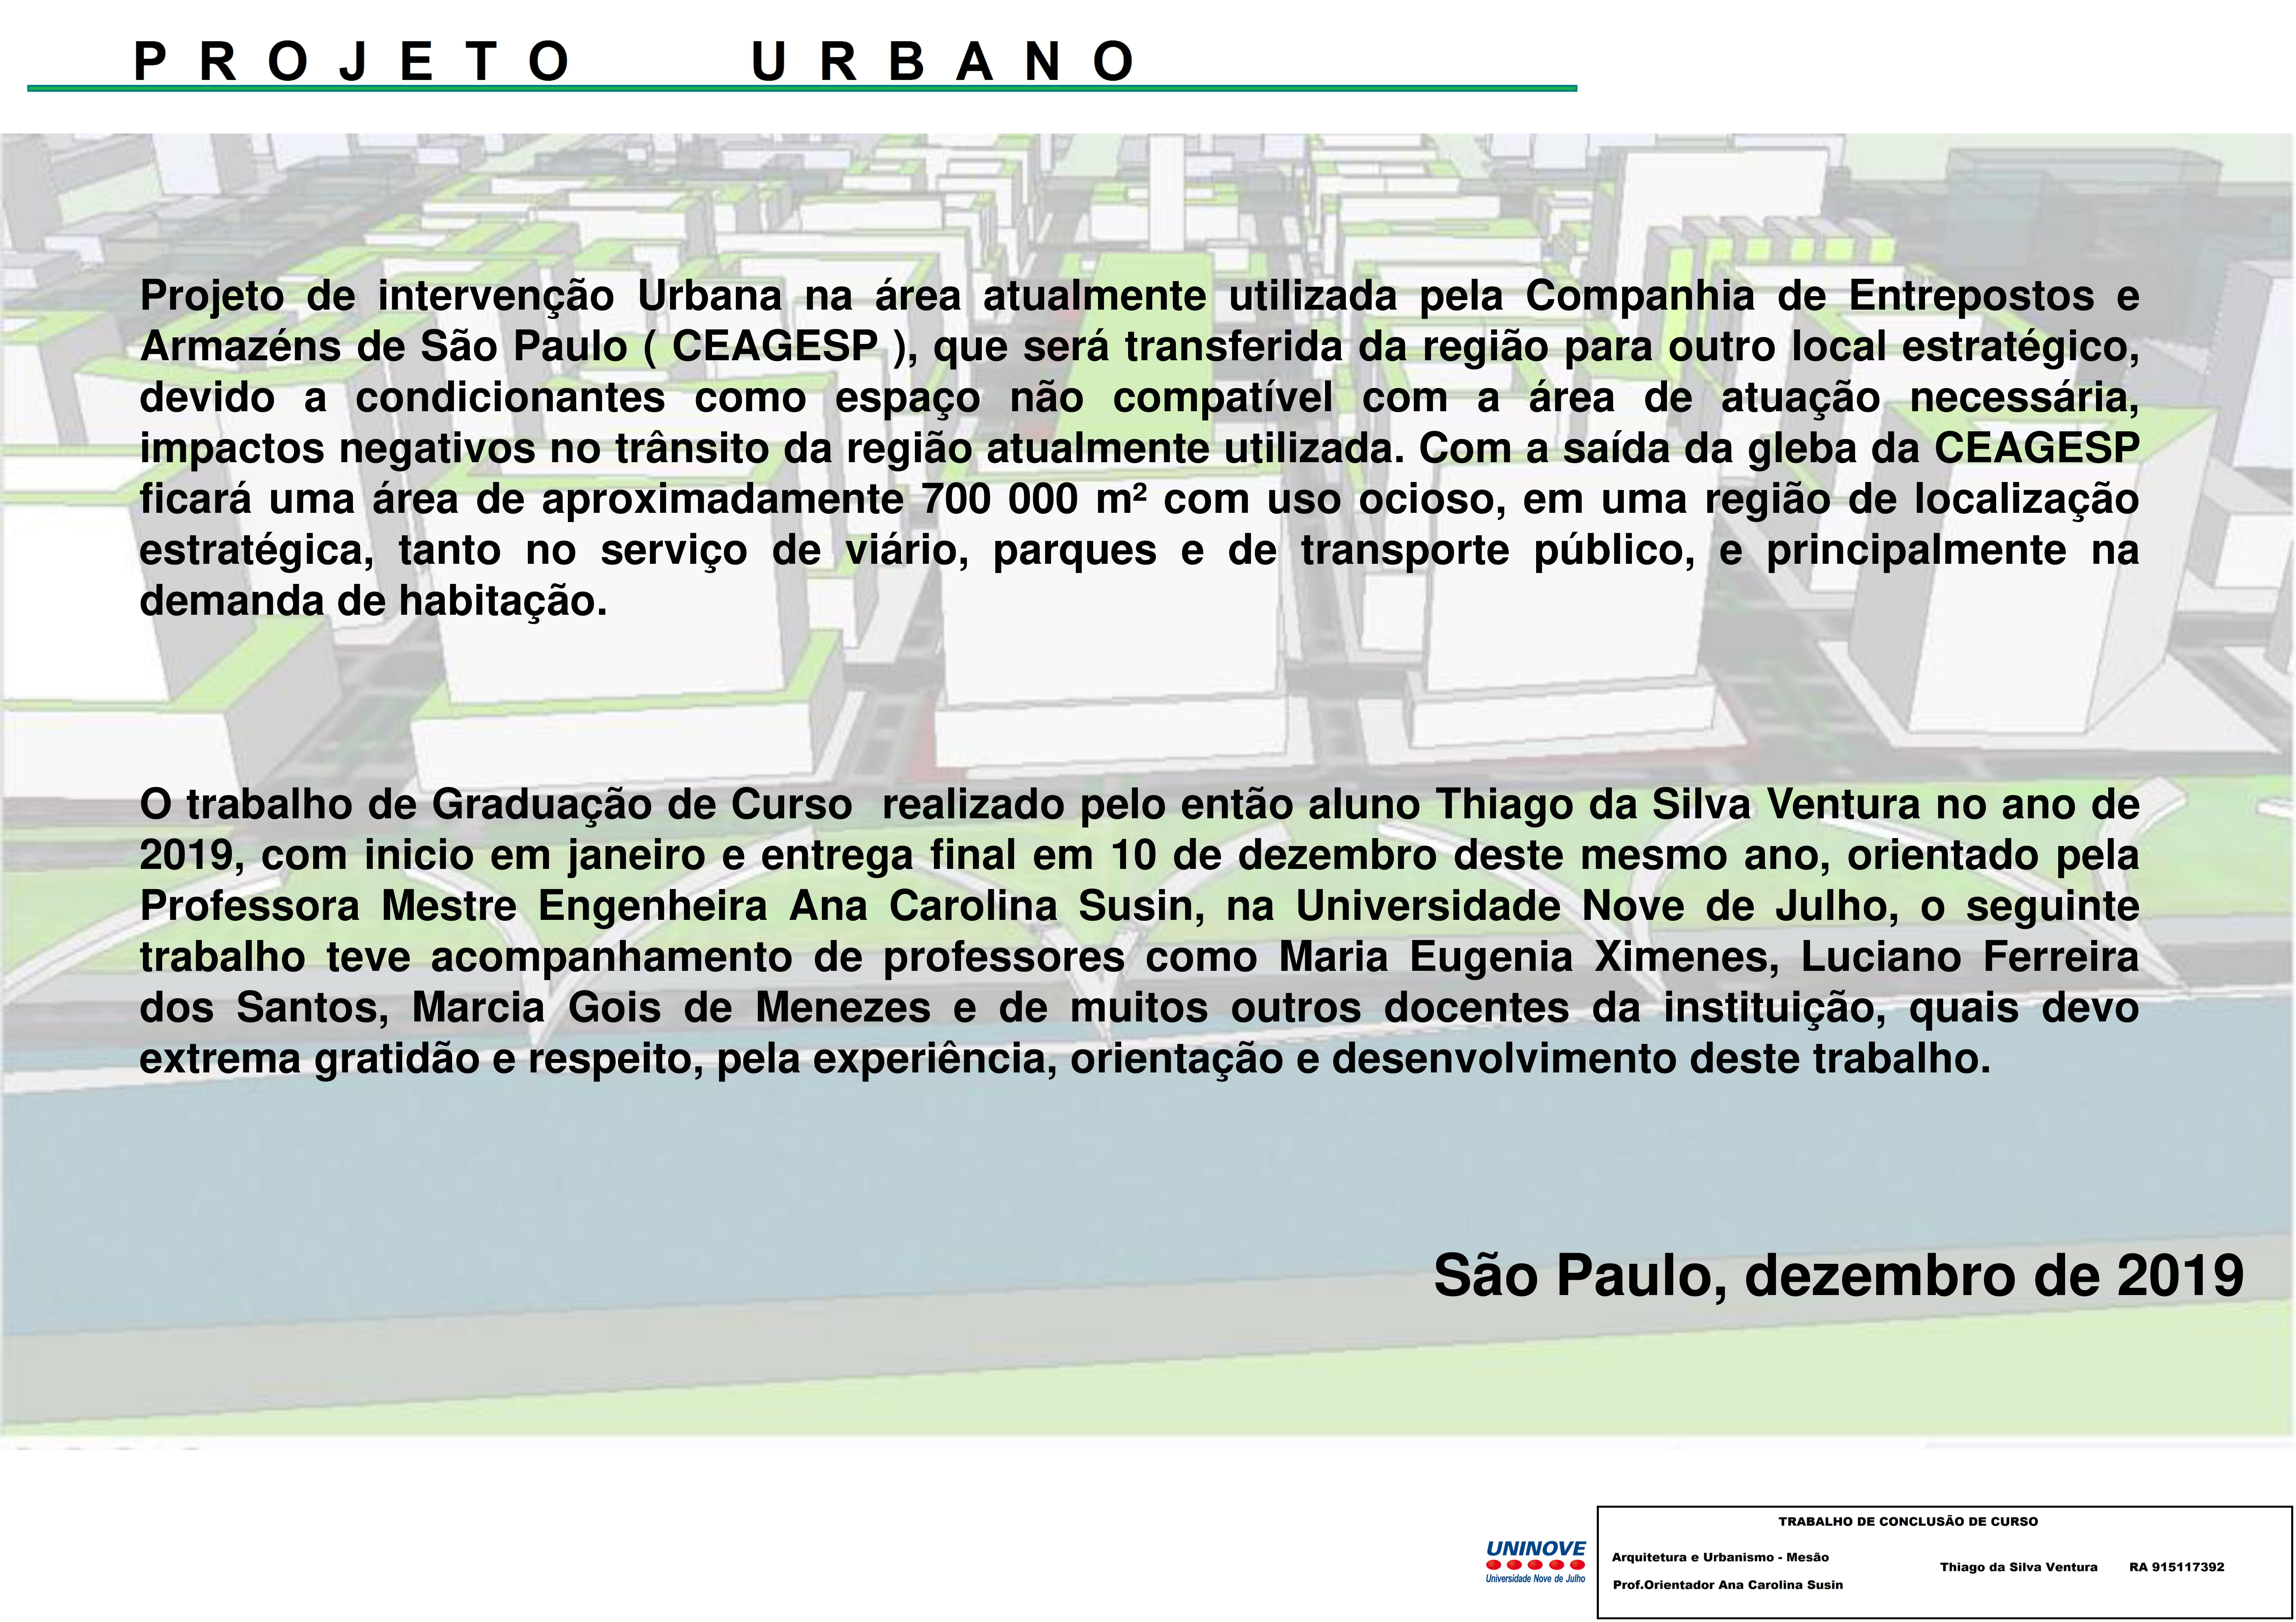 PROJETO URBANO
Projeto de intervenção Urbana na área atualmente utilizada pela Companhia de Entrepostos e
Armazéns de São Paulo ( CEAGESP ), que será transferida da região para outro local estratégico,
devido a condicionantes como espaço não compatível com a área de atuação necessária,
impactos negativos no trânsito da região atualmente utilizada. Com a saída da gleba da CEAGESP
ficará uma área de aproximadamente 700 000 m² com uso ocioso, em uma região de localização
estratégica, tanto no serviço de viário, parques e de transporte público, e principalmente na
demanda de habitação.
O trabalho de Graduação de Curso realizado pelo então aluno Thiago da Silva Ventura no ano de
2019, com inicio em janeiro e entrega final em 10 de dezembro deste mesmo ano, orientado pela
Professora Mestre Engenheira Ana Carolina Susin, na Universidade Nove de Julho, o seguinte
trabalho teve acompanhamento de professores como Maria Eugenia Ximenes, Luciano Ferreira
dos Santos, Marcia Gois de Menezes e de muitos outros docentes da instituição, quais devo
extrema gratidão e respeito, pela experiência, orientação e desenvolvimento deste trabalho.
São Paulo, dezembro de 2019
UNINOVE
Universidade Nove de Julho
TRABALHO DE CONCLUSÃO DE CURSO
Arquitetura e Urbanismo - Mesão
Thiago da Silva Ventura RA 915117392
Prof.Orientador Ana Carolina Susin